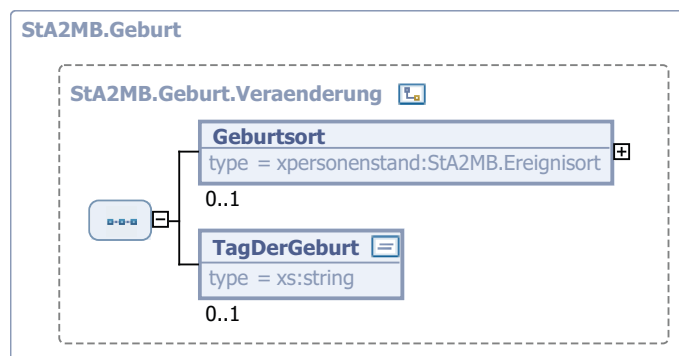 StA2MB.Geburt
StA2MB.Geburt.Veraenderung
Geburtsort
type = xpersonenstand:StA2MB.Ereignisort
0..1
TagDerGeburt
type = xs:string
0..1